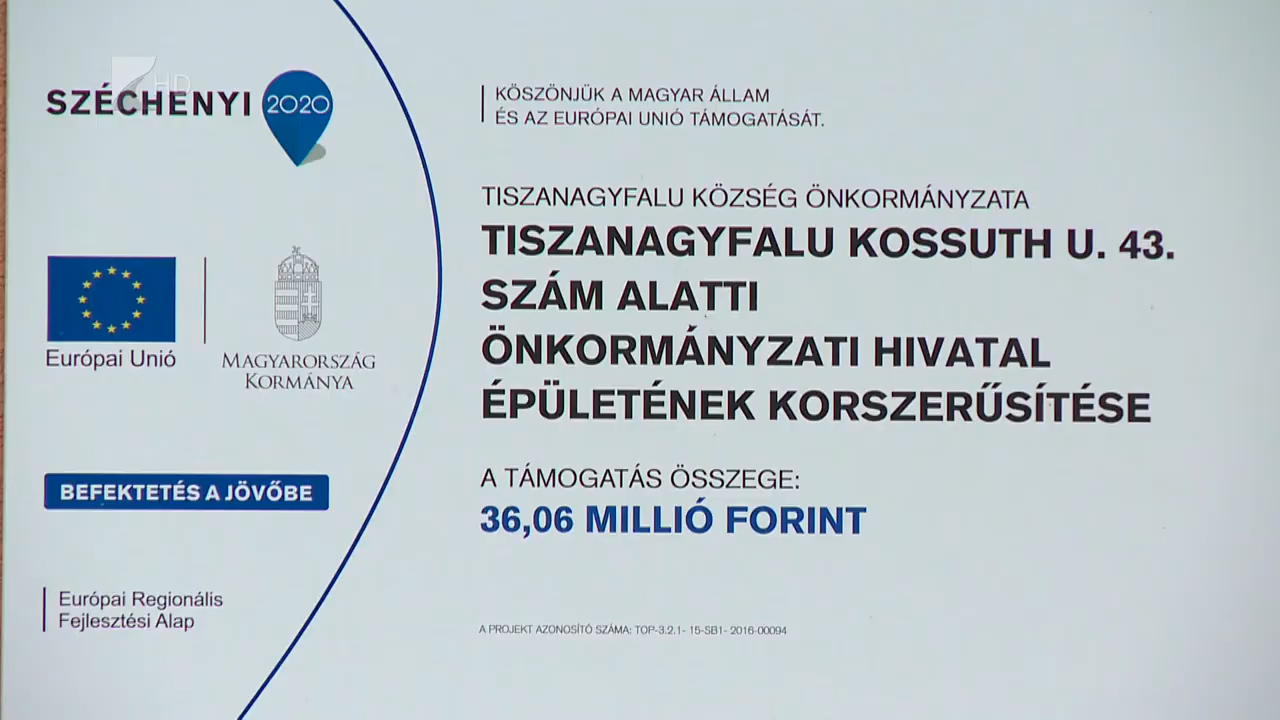 HD
SZÉCHENYI 2020
KÖSZÖNJÜK A MAGYAR ÁLLAM
ÉS AZ EURÓPAI UNIÓ TÁMOGATÁSÁT.
TISZANAGYFALU KÖZSÉG ÖNKORMÁNYZATA
TISZANAGYFALU KOSSUTH U. 43.
SZÁM ALATTI
ÖNKORMÁNYZATI HIVATAL
ÉPÜLETÉNEK KORSZERŰSÍTÉSE
Európai Unió
MAGYARORSZÁG
KORMÁNYA
A TÁMOGATÁS ÖSSZEGE:
36,06 MILLIÓ FORINT
BEFEKTETÉS A JÖVŐBE
Európai Regionális
Fejlesztési Alap
A PROJEKT AZONOSÍTÓ SZÁMA: TOP-3.2.1- 15-SB1- 2016-00094